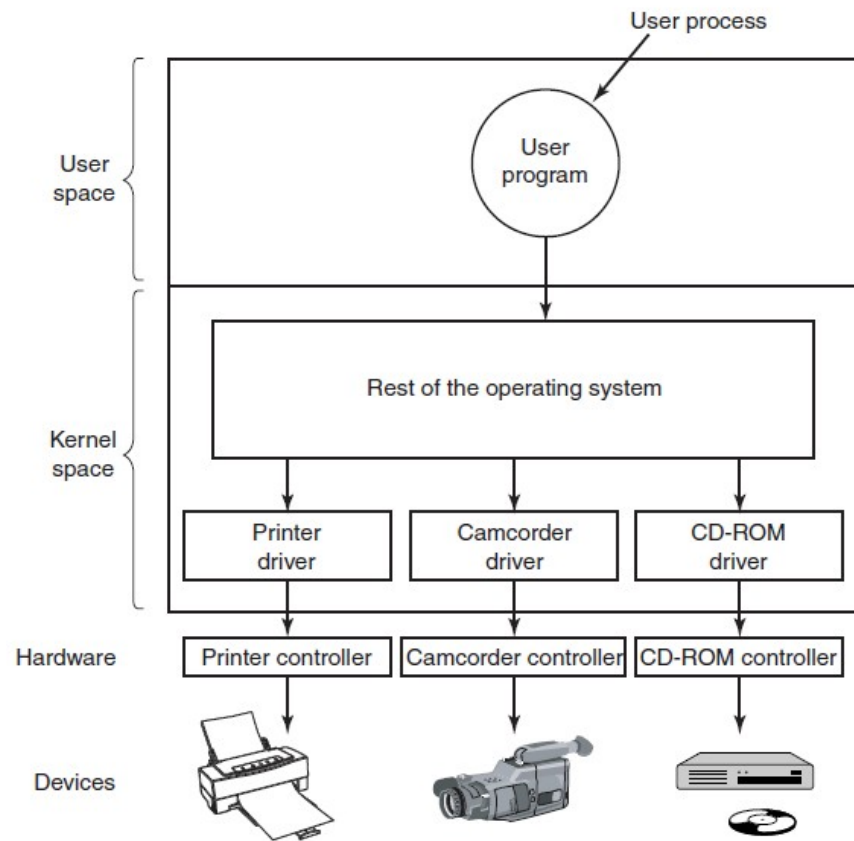 User process
User
program
User
space
Rest of the operating system
Kernel
space
Printer
driver
Camcorder
driver
CD-ROM
driver
Hardware
Printer controller
Camcorder controller
CD-ROM controller
Devices